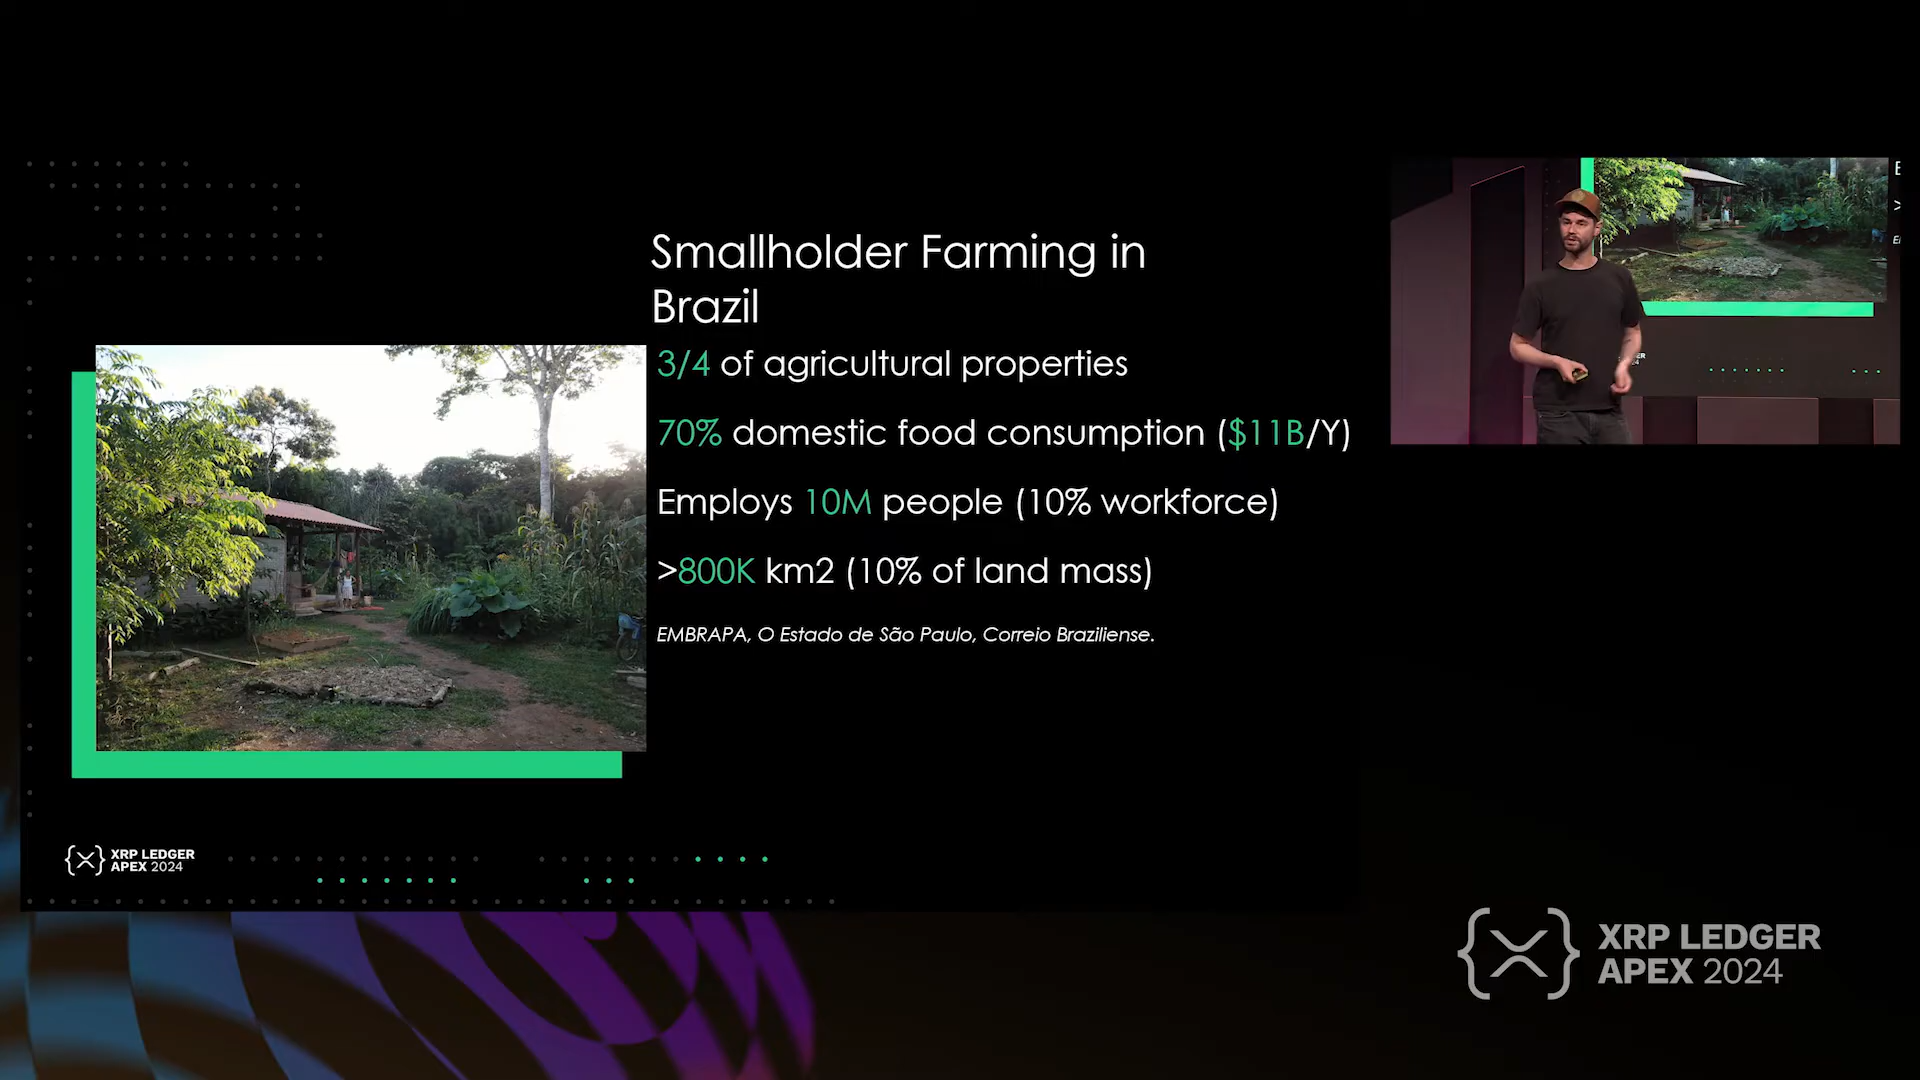 Smallholder Farming in
Brazil
3/4 of agricultural properties
70% domestic food consumption ($11B/Y)
Employs 10M people (10% workforce)
>800K km2 (10% of land mass)
EMBRAPA, O Estado de São Paulo, Correio Braziliense.
XRP LEDGER
APEX 2024
XRP LEDGER
APEX 2024